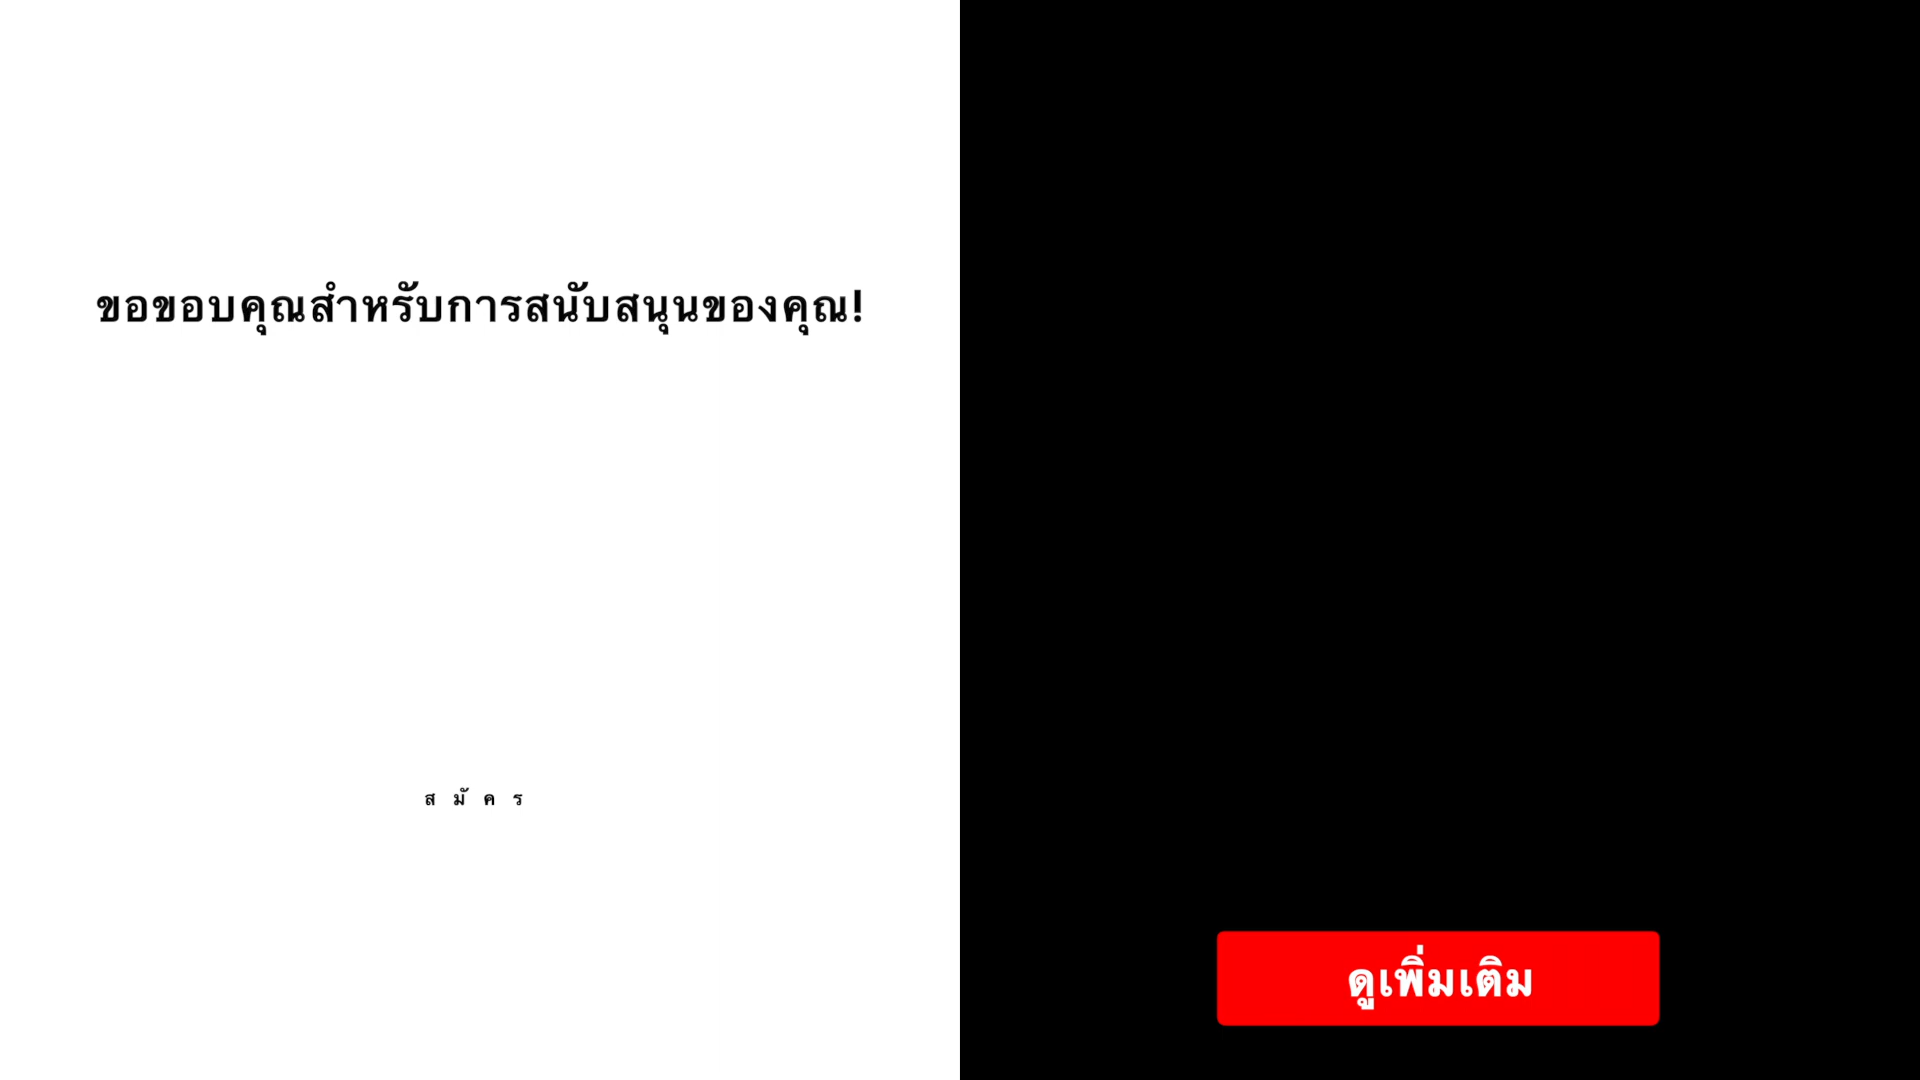 ขอขอบคุณสำหรับการสนับสนุนของคุณ!
ส มั ค ร
ดูเพิ่มเติม